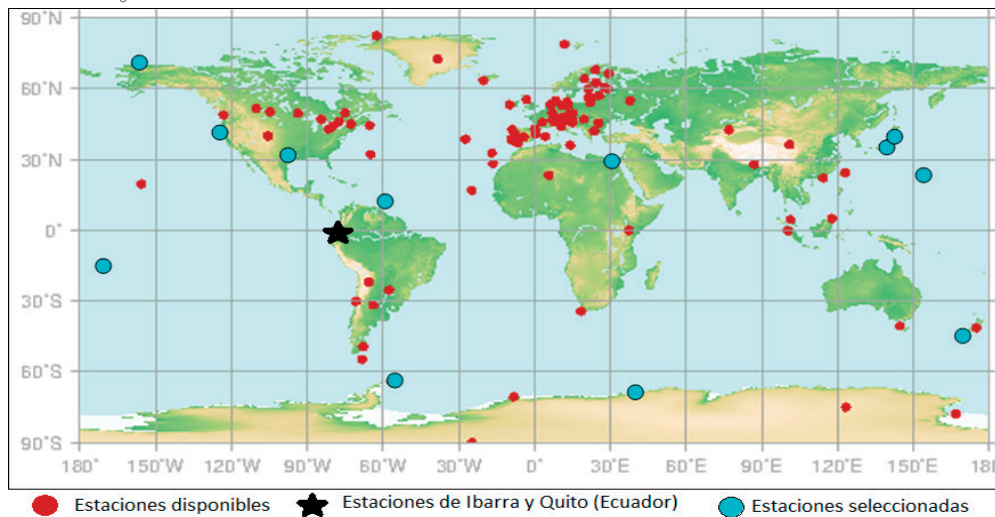 90°N
60°N
30°N
0°
30°S
60°S
90°S
180° 150°W 120°W 90°W 60°W 30°W 0° 30°E 60°E 90°E 120°E 150°E 18
Estaciones disponibles Estaciones de Ibarra y Quito (Ecuador) Estaciones seleccionadas